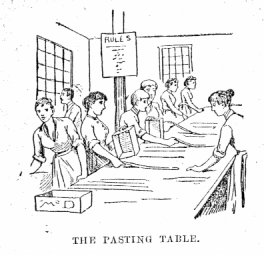 RULES
McD
THE PASTING TABLE.